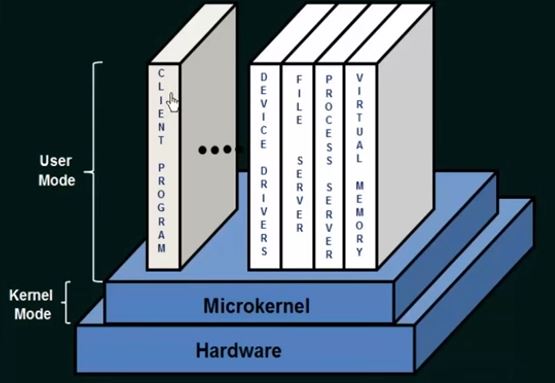 CLIENT PROGRAM
DEVICE DRIVERS
FILE SERVER
PROCESS SERVER
VIRTUAL MEMORY
User
Mode
Kernel
Mode
Microkernel
Hardware